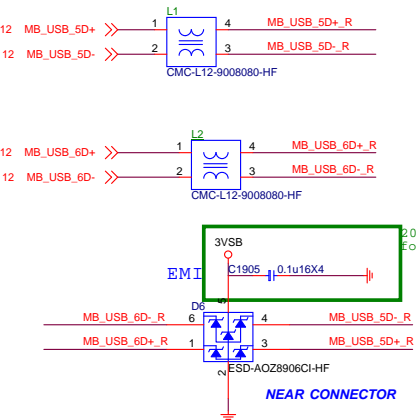 L1
12 MB_USB_5D+ 1 4 MB_USB_5D+_R
12 MB_USB_5D- 2 3 MB_USB_5D-_R
CMC-L12-9008080-HF
L2
12 MB_USB_6D+ 1 4 MB_USB_6D+_R
12 MB_USB_6D- 2 3 MB_USB_6D-_R
CMC-L12-9008080-HF
20
3VSB fo
EMI C1905 0.1u16X4
D6 5
MB_USB_6D-_R 6 4 MB_USB_5D-_R
MB_USB_6D+_R 1 3 MB_USB_5D+_R
2 ESD-AOZ8906CI-HF
NEAR CONNECTOR